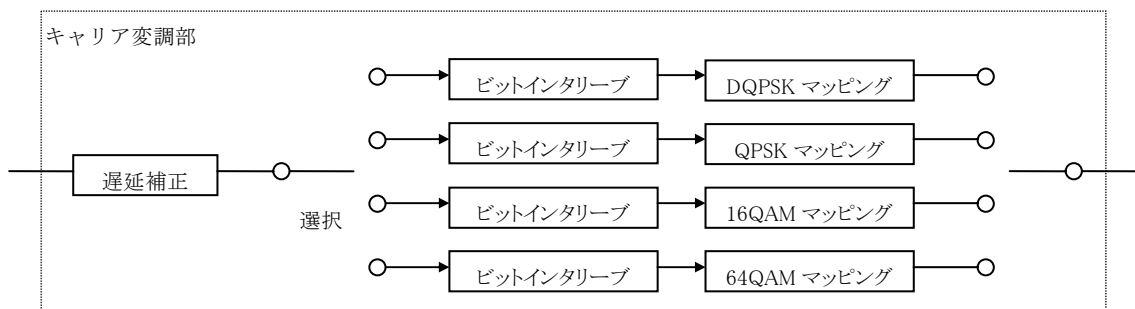 キャリア変調部
ビットインタリーブ
DQPSK マッピング
ビットインタリーブ
QPSK マッピング
遅延補正
選択
ビットインタリーブ
16QAM マッピング
ビットインタリーブ
64QAM マッピング